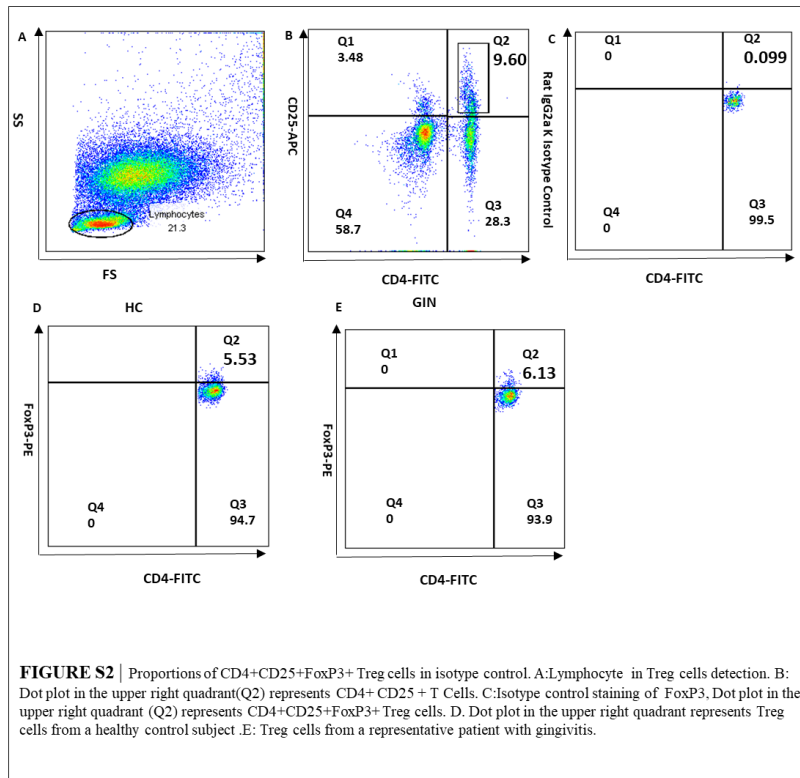 A
SS
Lymphocytes
21.3
FS
B
CD25-APC
Q1
3.48
Q2
9.60
Q4
58.7
Q3
28.3
CD4-FITC
C
Rat IgG2a K Isotype Control
Q1
0
Q2
0.099
Q4
0
Q3
99.5
CD4-FITC
D
HC
FoxP3-PE
Q2
5.53
Q4
0
Q3
94.7
CD4-FITC
E
GIN
FoxP3-PE
Q1
0
Q2
6.13
Q4
0
Q3
93.9
CD4-FITC
FIGURE S2 | Proportions of CD4+CD25+FoxP3+ Treg cells in isotype control. A:Lymphocyte in Treg cells detection. B:
Dot plot in the upper right quadrant(Q2) represents CD4+ CD25 + T Cells. C:Isotype control staining of FoxP3, Dot plot in the
upper right quadrant (Q2) represents CD4+CD25+FoxP3+ Treg cells. D. Dot plot in the upper right quadrant represents Treg
cells from a healthy control subject .E: Treg cells from a representative patient with gingivitis.